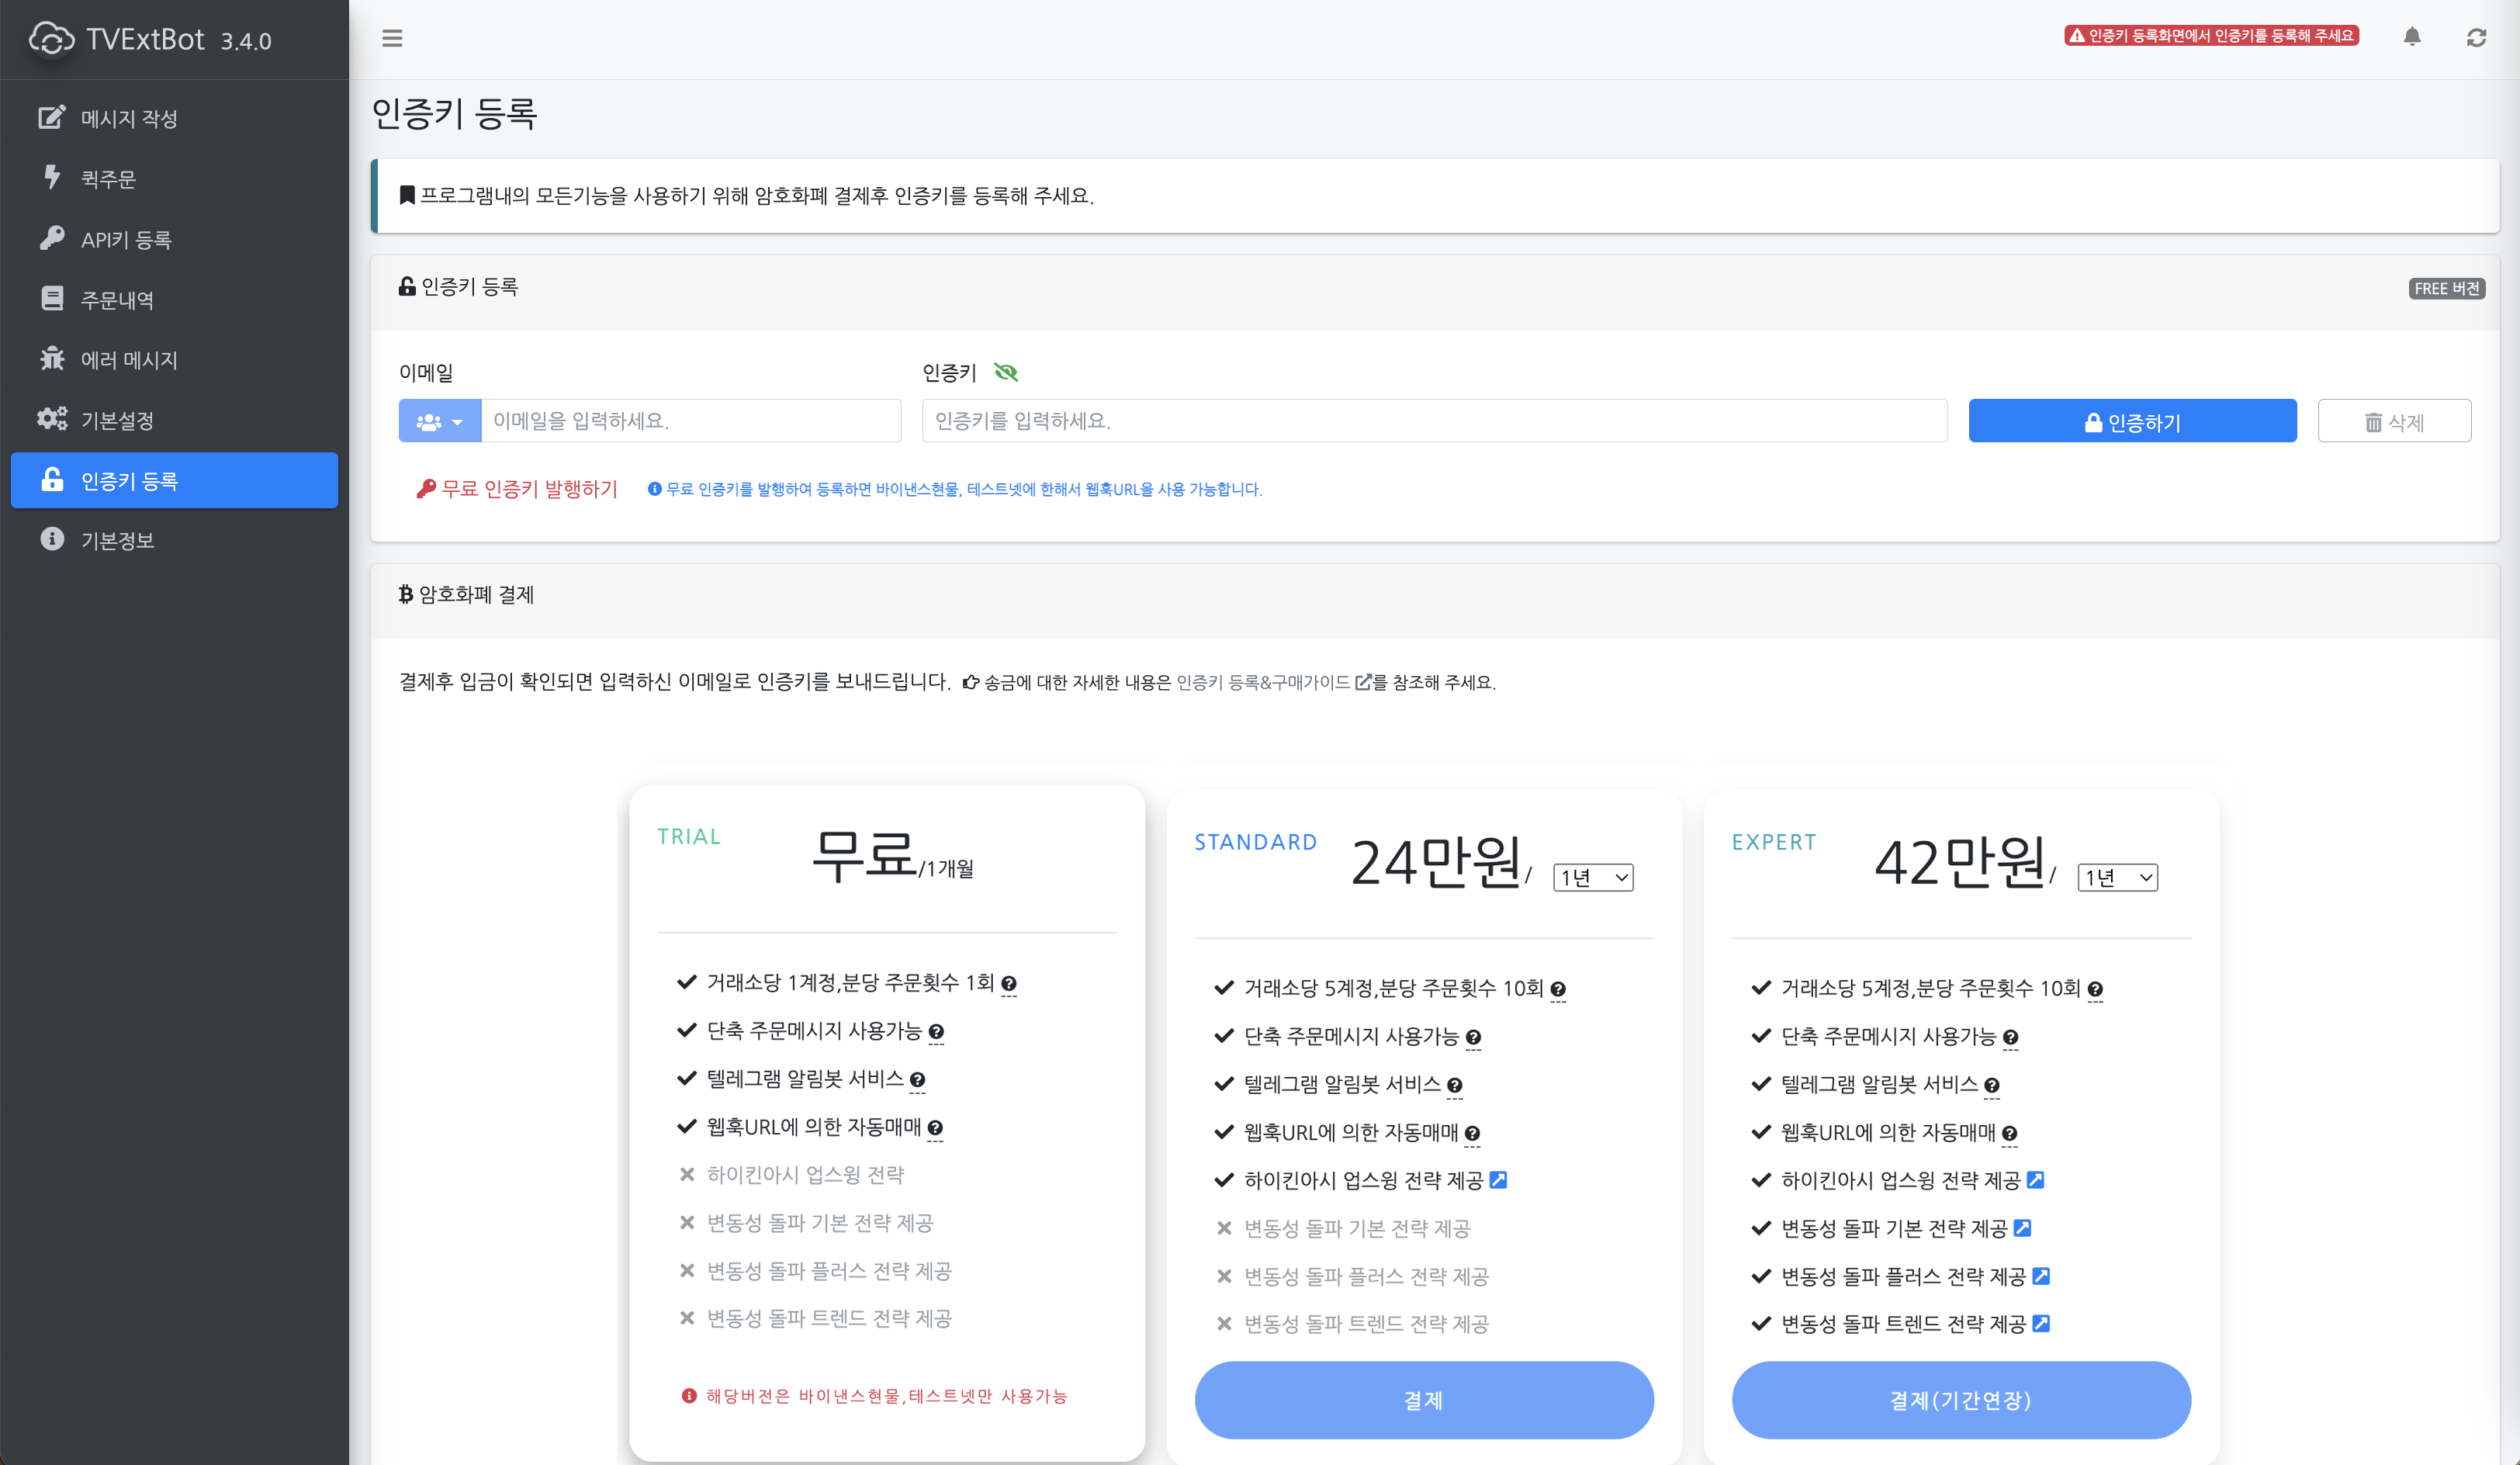 TVExtBot 3.4.0
메시지 작성
퀵주문
API키 등록
주문내역
에러 메시지
기본설정
인증키 등록
기본정보
인증키 등록화면에서 인증키를 등록해 주세요
인증키 등록
프로그램내의 모든기능을 사용하기 위해 암호화폐 결제후 인증키를 등록해 주세요.
인증키 등록
FREE 버전
이메일
인증키
이메일을 입력하세요.
인증키를 입력하세요.
인증하기
삭제
무료 인증키 발행하기
무료 인증키를 발행하여 등록하면 바이낸스현물, 테스트넷에 한해서 웹훅URL을 사용 가능합니다.
암호화폐 결제
결제후 입금이 확인되면 입력하신 이메일로 인증키를 보내드립니다. 송금에 대한 자세한 내용은 인증키 등록&구매가이드 를 참조해 주세요.
TRIAL
무료/1개월
거래소당 1계정,분당 주문횟수 1회
단축 주문메시지 사용가능
텔레그램 알림봇 서비스
웹훅URL에 의한 자동매매
하이킨아시 업스윙 전략
변동성 돌파 기본 전략 제공
변동성 돌파 플러스 전략 제공
변동성 돌파 트렌드 전략 제공
해당버전은 바이낸스현물,테스트넷만 사용가능
STANDARD
24만원/ 1년
거래소당 5계정,분당 주문횟수 10회
단축 주문메시지 사용가능
텔레그램 알림봇 서비스
웹훅URL에 의한 자동매매
하이킨아시 업스윙 전략 제공
변동성 돌파 기본 전략 제공
변동성 돌파 플러스 전략 제공
변동성 돌파 트렌드 전략 제공
결제
EXPERT
42만원/ 1년
거래소당 5계정,분당 주문횟수 10회
단축 주문메시지 사용가능
텔레그램 알림봇 서비스
웹훅URL에 의한 자동매매
하이킨아시 업스윙 전략 제공
변동성 돌파 기본 전략 제공
변동성 돌파 플러스 전략 제공
변동성 돌파 트렌드 전략 제공
결제(기간연장)